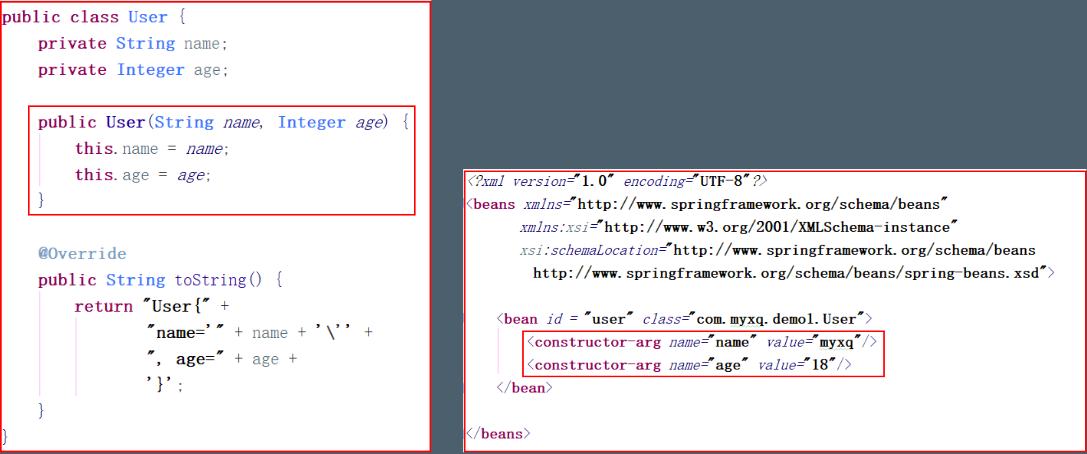 public class User {
private String name;
private Integer age;
public User(String name, Integer age) {
this.name = name;
this.age = age;
}
@Override
public String toString() {
return "User{" +
"name='" + name + '\'' +
", age=" + age +
'}';
}
}
<?xml version="1.0" encoding="UTF-8"?>
<beans xmlns="http://www.springframework.org/schema/beans"
xmlns:xsi="http://www.w3.org/2001/XMLSchema-instance"
xsi:schemaLocation="http://www.springframework.org/schema/beans
http://www.springframework.org/schema/beans/spring-beans.xsd">
<bean id = "user" class="com.myxq.demo1.User">
<constructor-arg name="name" value="myxq"/>
<constructor-arg name="age" value="18"/>
</bean>
</beans>